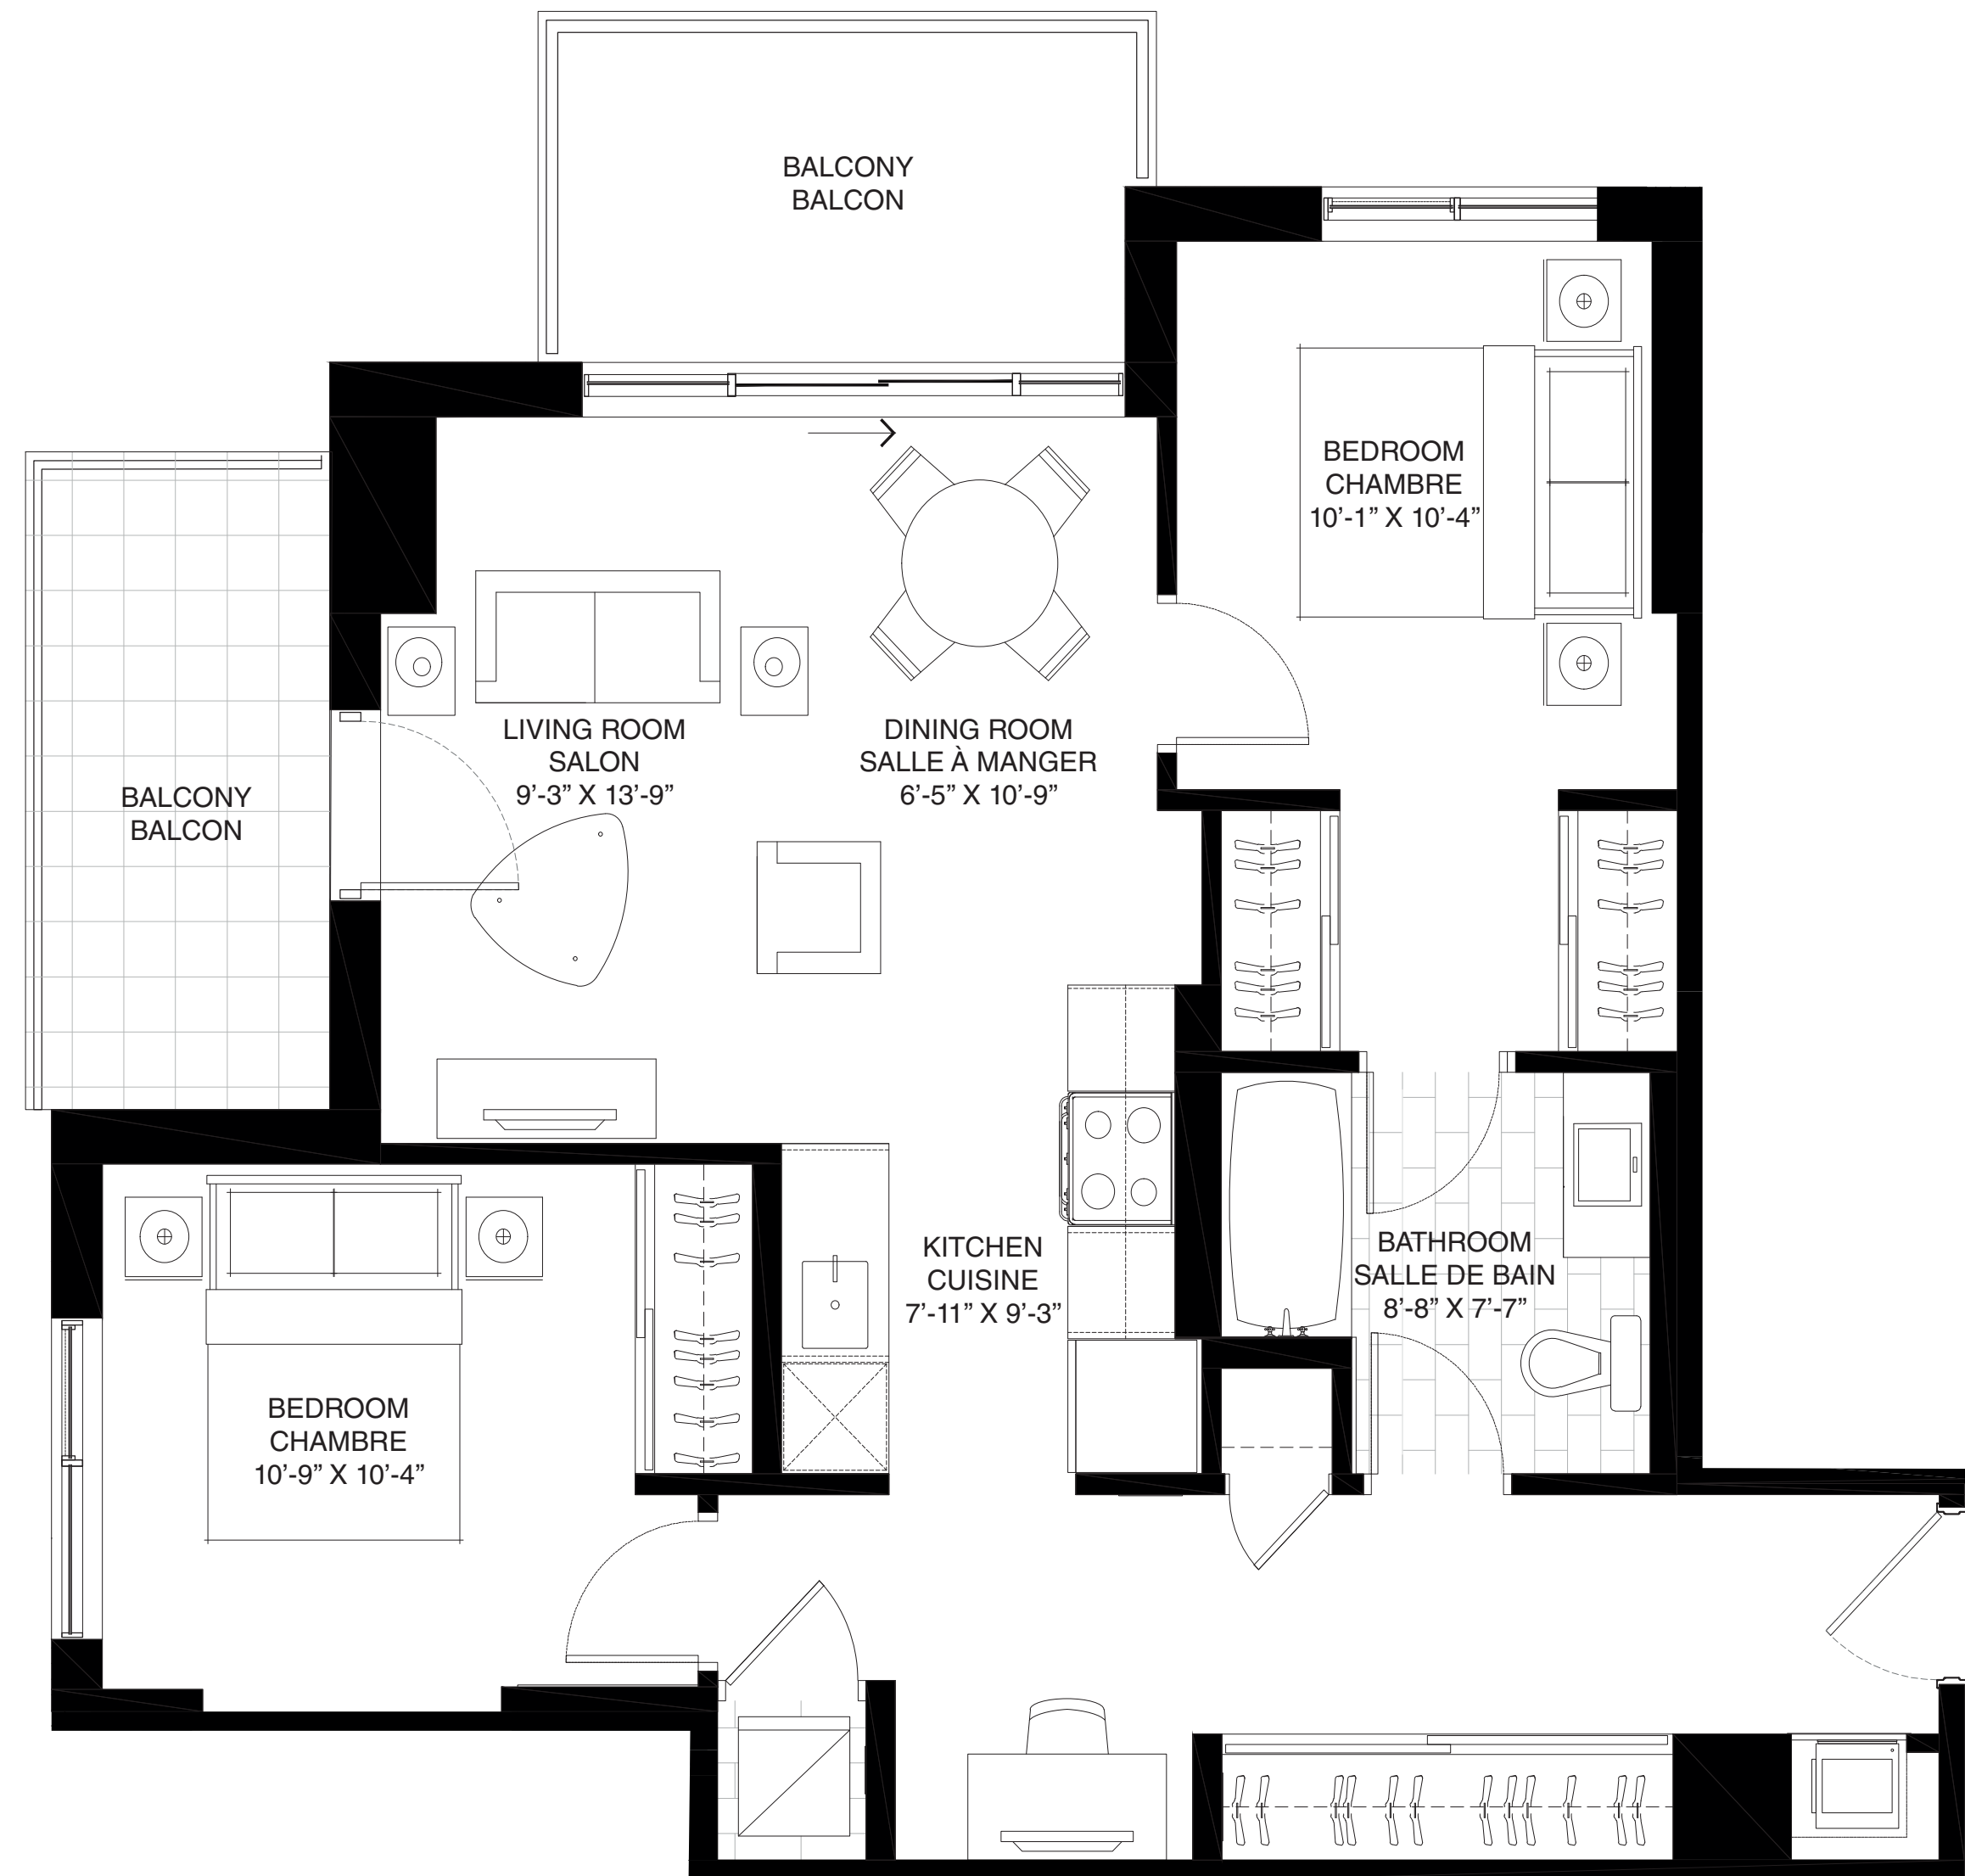 BALCONY
BALCON
BEDROOM
CHAMBRE
10’-1” X 10’-4”
LIVING ROOM
SALON
9’-3” X 13’-9”
DINING ROOM
SALLE À MANGER
6’-5” X 10’-9”
BALCONY
BALCON
KITCHEN
CUISINE
7’-11” X 9’-3”
BATHROOM
SALLE DE BAIN
8’-8” X 7’-7”
BEDROOM
CHAMBRE
10’-9” X 10’-4”